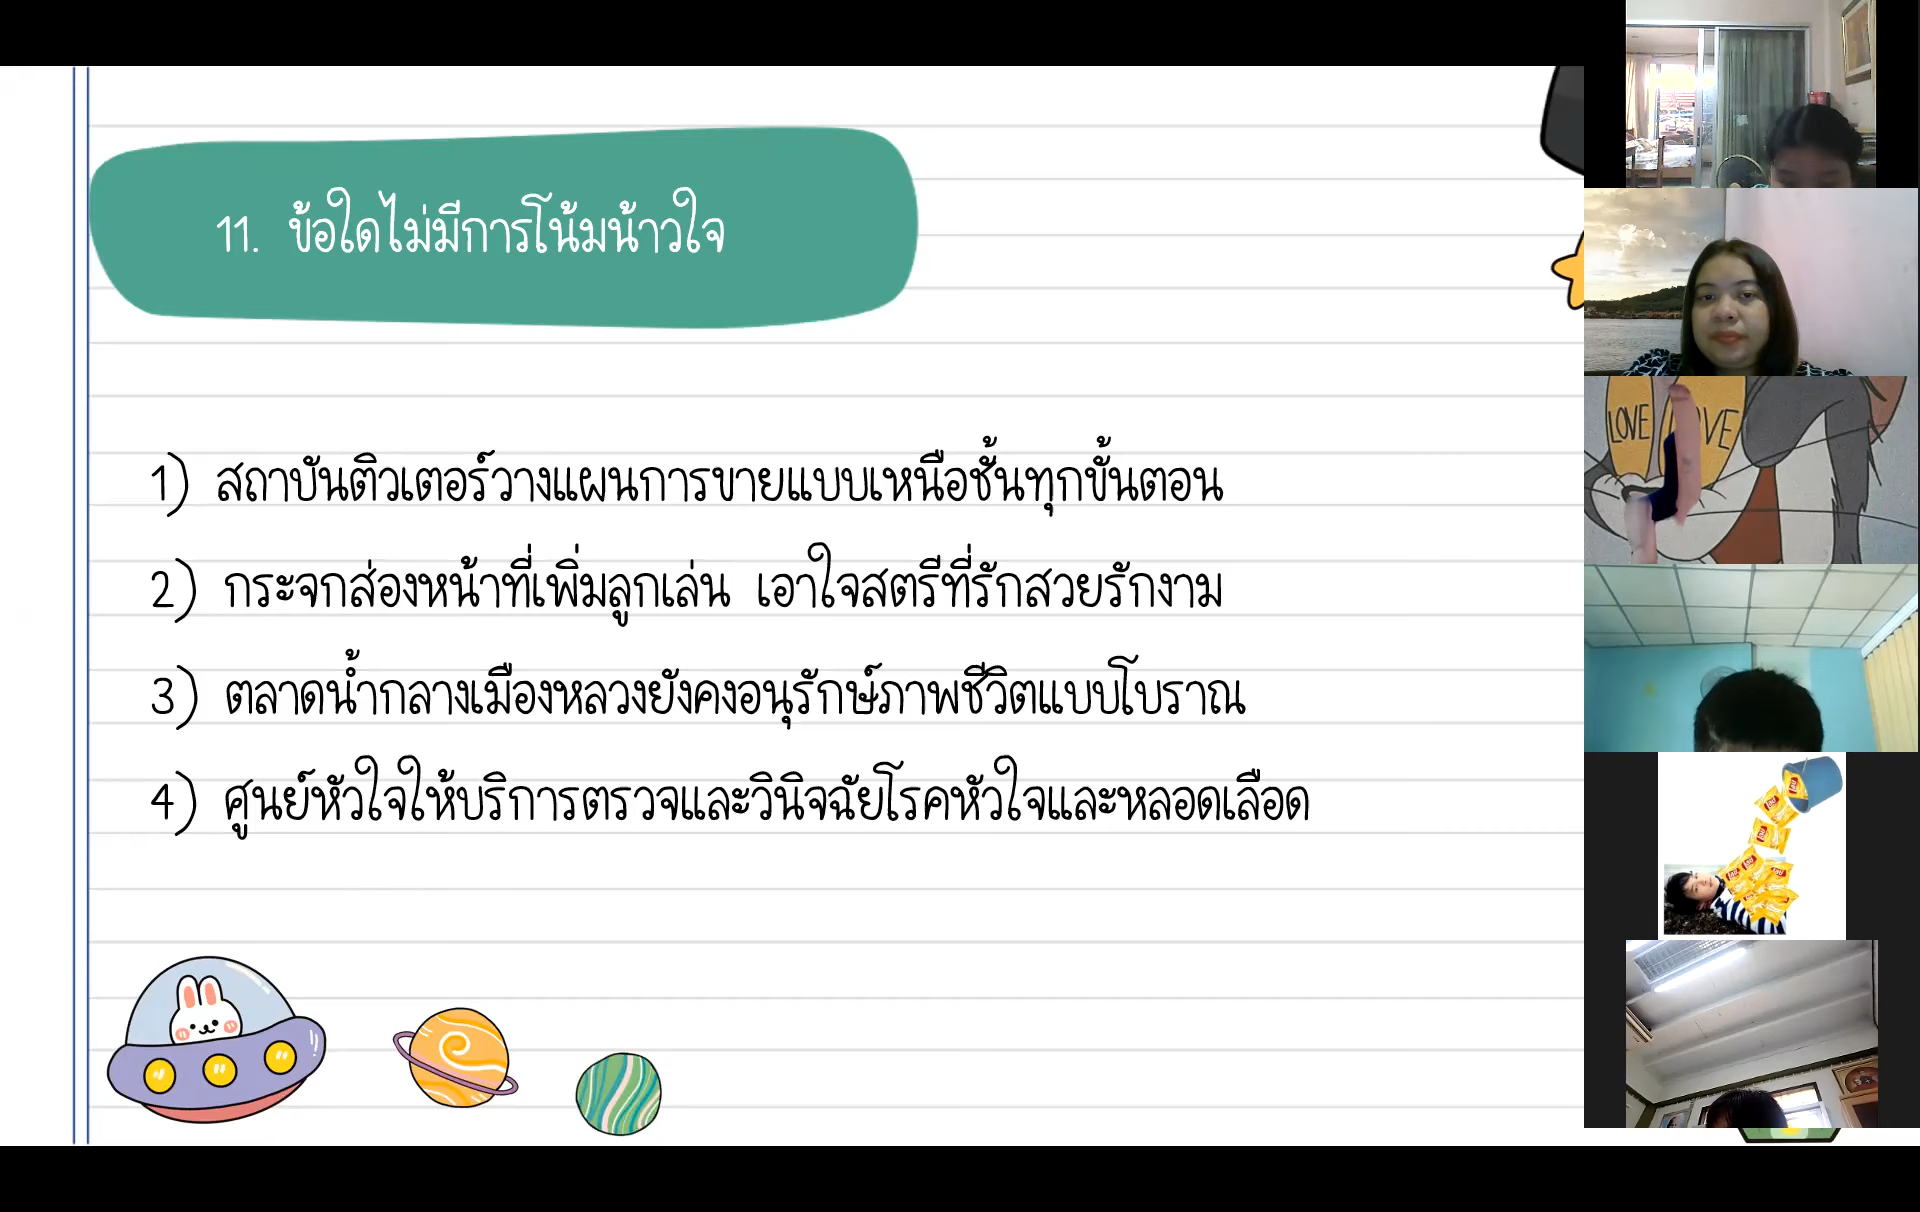 11. ข้อใดไม่มีการโน้มน้าวใจ
1) สถาบันติวเตอร์วางแผนการขายแบบเหนือชั้นทุกขั้นตอน
2) กระจกส่องหน้าที่เพิ่มลูกเล่น เอาใจสตรีที่รักสวยรักงาม
3) ตลาดน้ำกลางเมืองหลวงยังคงอนุรักษ์ภาพชีวิตแบบโบราณ
4) ศูนย์หัวใจให้บริการตรวจและวินิจฉัยโรคหัวใจและหลอดเลือด
LOVE